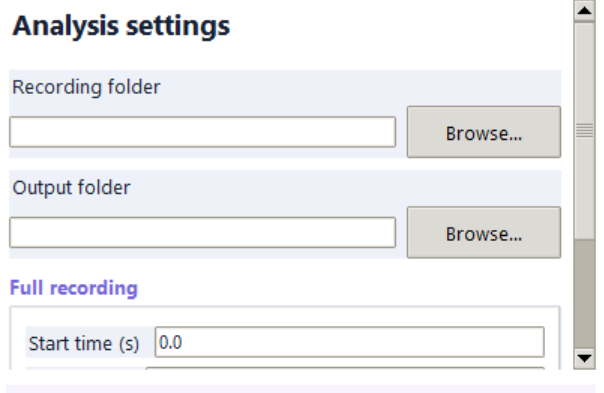 Analysis settings
Recording folder
Browse...
Output folder
Browse...
Full recording
Start time (s) 0.0